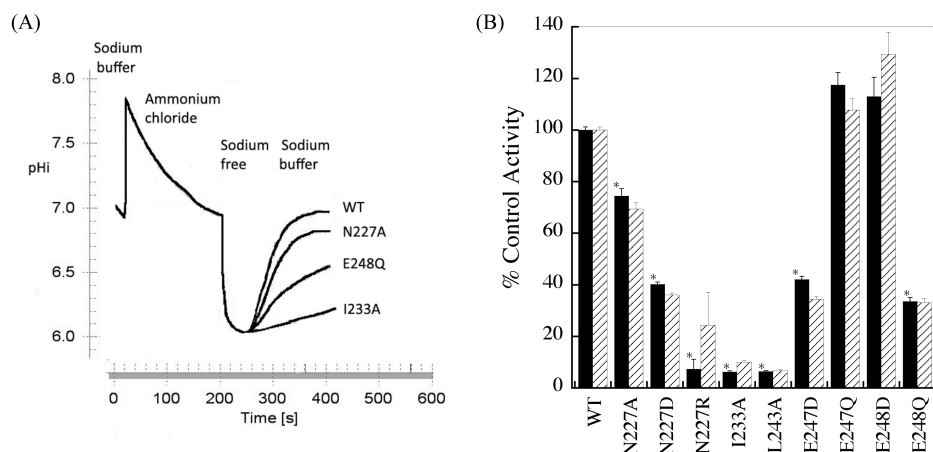 (A)
Sodium
buffer
8.0
Ammonium
chloride
7.5
Sodium
free
Sodium
buffer
pHi
7.0
WT
N227A
6.5
E248Q
I233A
6.0
0 100 200 300 400 500 600
Time [s]
(B)
140
120
100
80
60
40
20
0
% Control Activity
* * * * * * *
WT
N227A
N227D
N227R
I233A
L243A
E247D
E247Q
E248D
E248Q